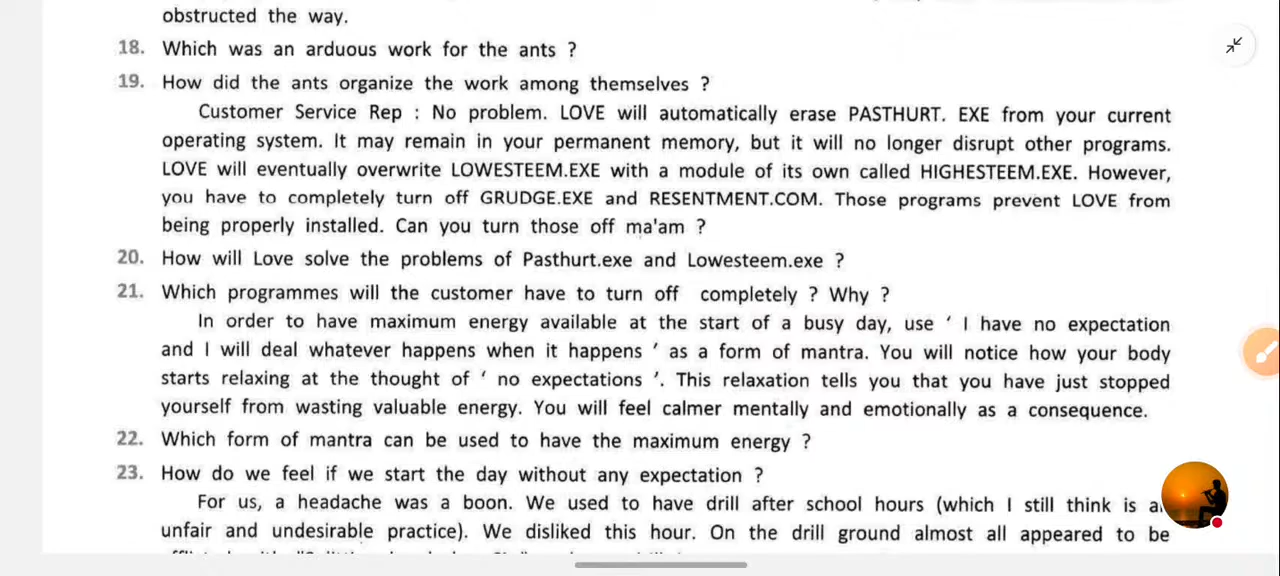 obstructed the way.
18. Which was an arduous work for the ants ?
19. How did the ants organize the work among themselves ?
Customer Service Rep : No problem. LOVE will automatically erase PASTHURT. EXE from your current
operating system. It may remain in your permanent memory, but it will no longer disrupt other programs.
LOVE will eventually overwrite LOWESTEEM.EXE with a module of its own called HIGHESTEEM.EXE. However,
you have to completely turn off GRUDGE.EXE and RESENTMENT.COM. Those programs prevent LOVE from
being properly installed. Can you turn those off ma'am ?
20. How will Love solve the problems of Pasthurt.exe and Lowesteem.exe ?
21. Which programmes will the customer have to turn off completely ? Why ?
In order to have maximum energy available at the start of a busy day, use ‘ I have no expectation
and I will deal whatever happens when it happens ’ as a form of mantra. You will notice how your body
starts relaxing at the thought of ‘ no expectations ’. This relaxation tells you that you have just stopped
yourself from wasting valuable energy. You will feel calmer mentally and emotionally as a consequence.
22. Which form of mantra can be used to have the maximum energy ?
23. How do we feel if we start the day without any expectation ?
For us, a headache was a boon. We used to have drill after school hours (which I still think is
unfair and undesirable practice). We disliked this hour. On the drill ground almost all appeared to be